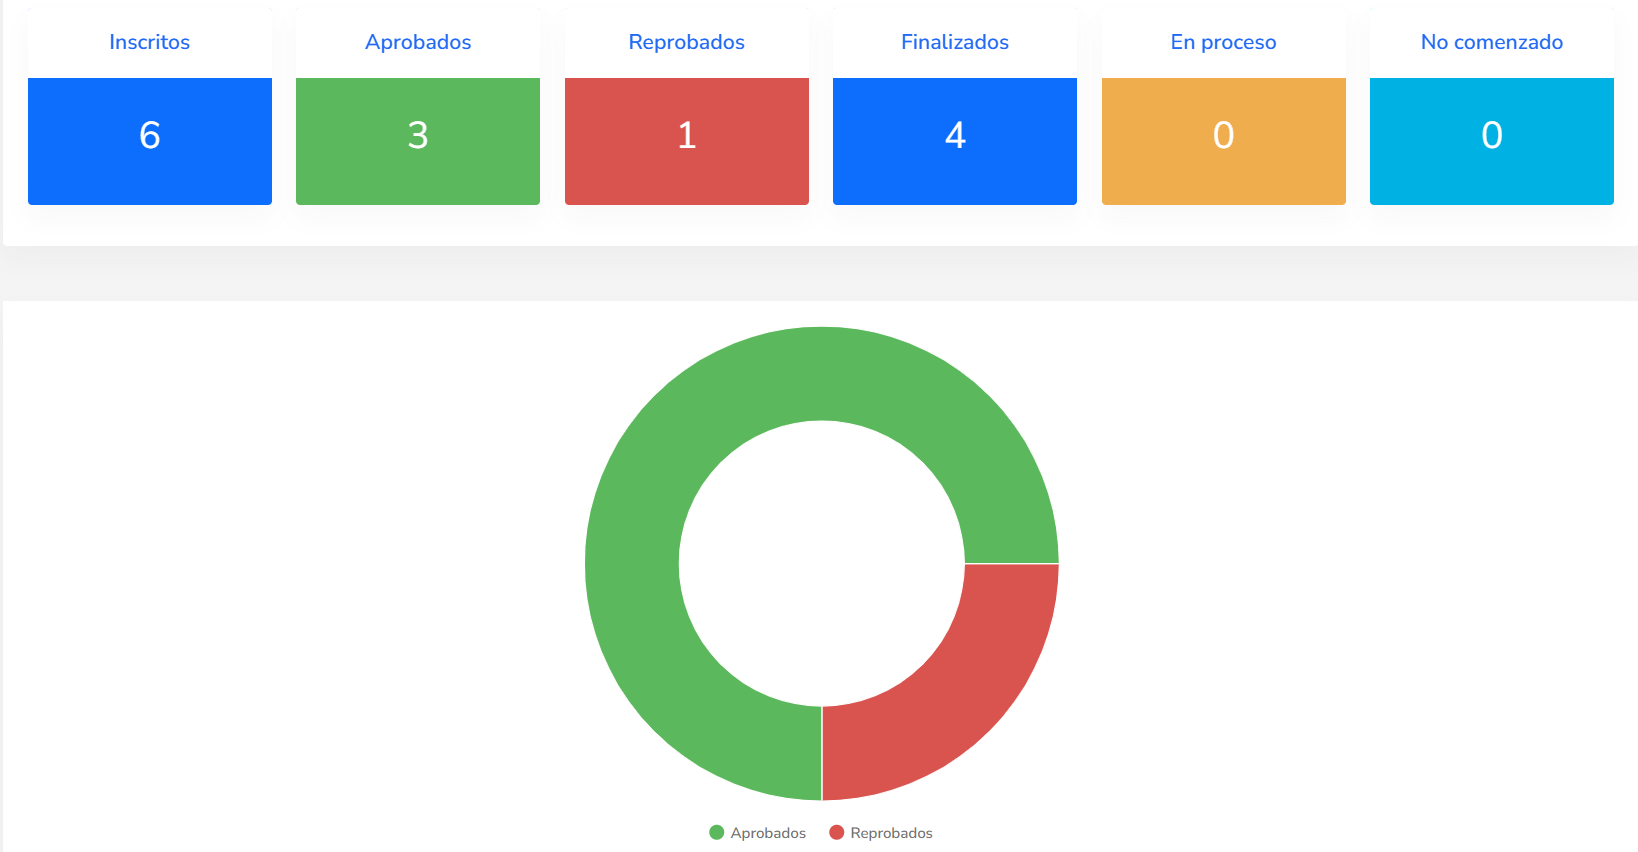 Inscritos Aprobados Reprobados Finalizados En proceso No comenzado
6 3 1 4 0 0
Aprobados Reprobados